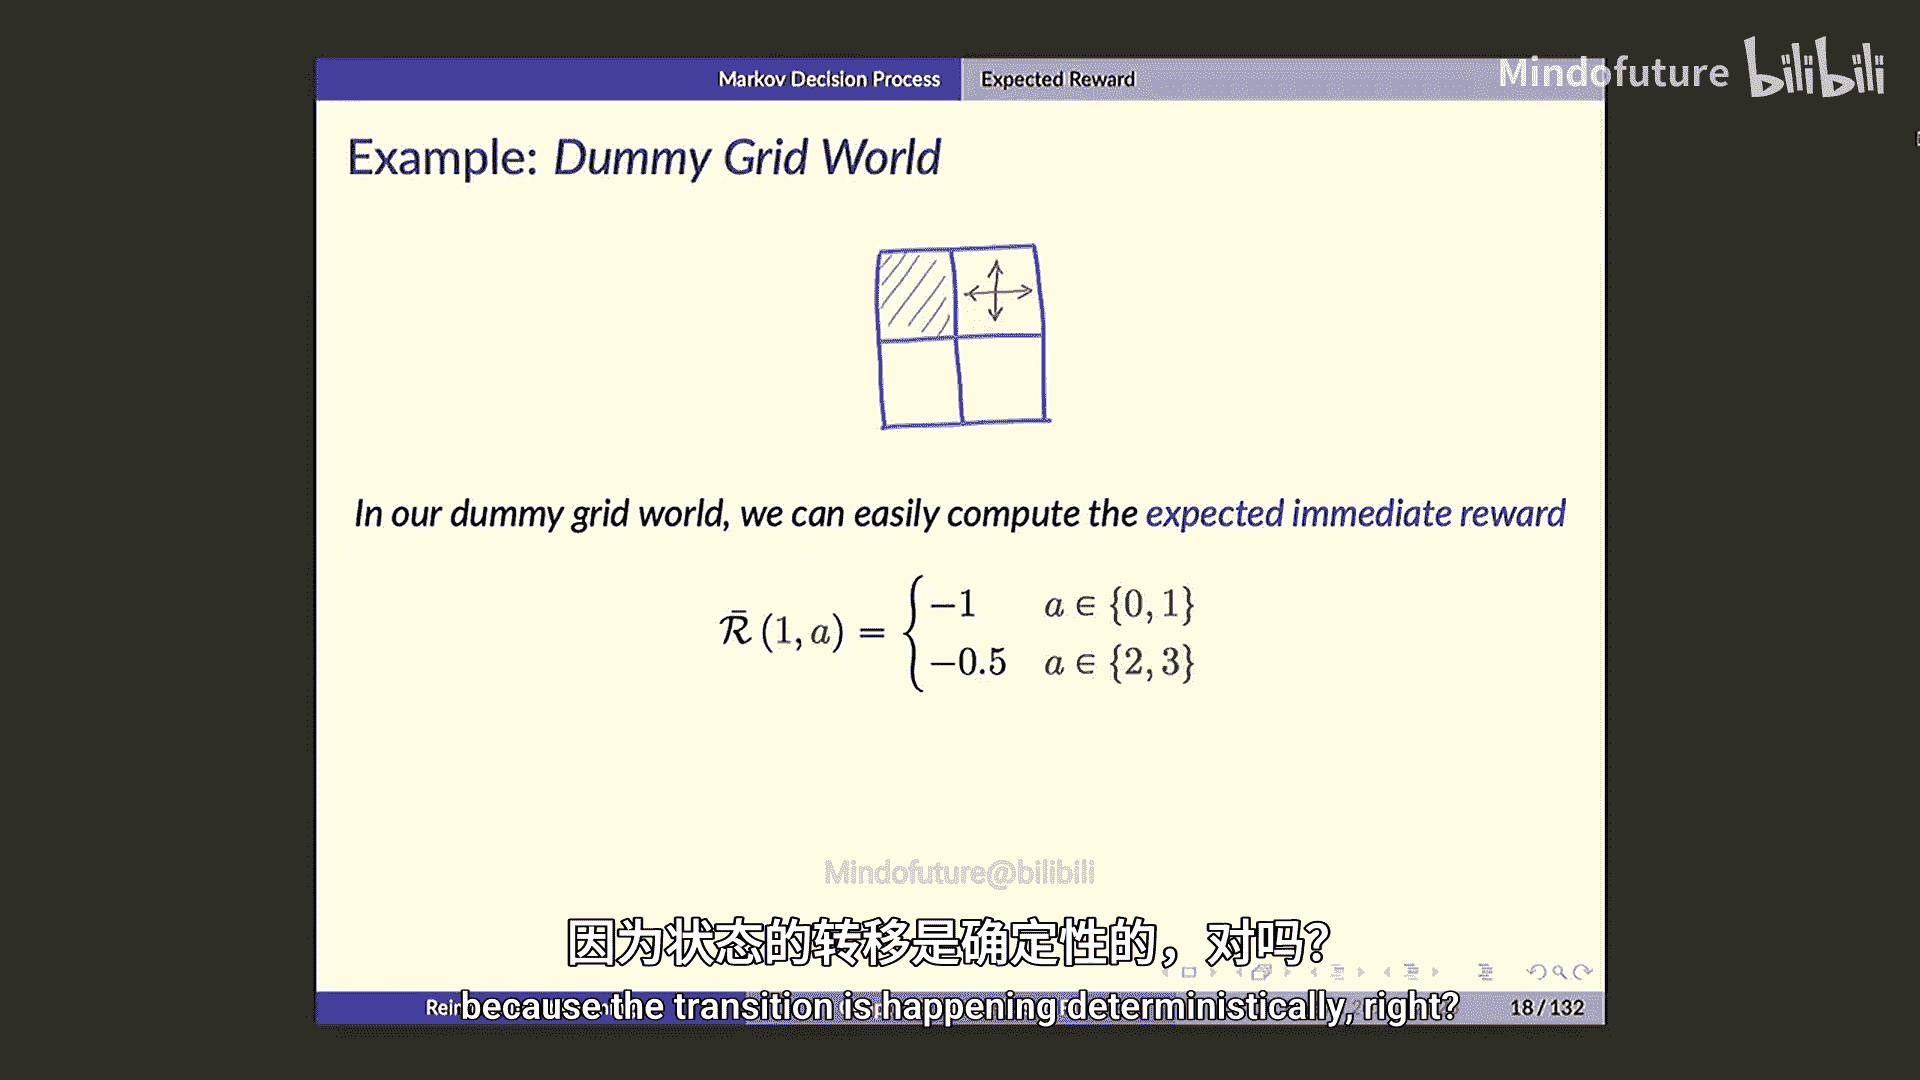 Mindofuture bilibili
Markov Decision Process Expected Reward
Example: Dummy Grid World
In our dummy grid world, we can easily compute the expected immediate reward
R̄ (1, a) = { −1 a ∈ {0, 1}
−0.5 a ∈ {2, 3}
Mindofuture@bilibili
因为状态的转移是确定性的，对吗？
because the transition is happening deterministically, right?
18 / 132